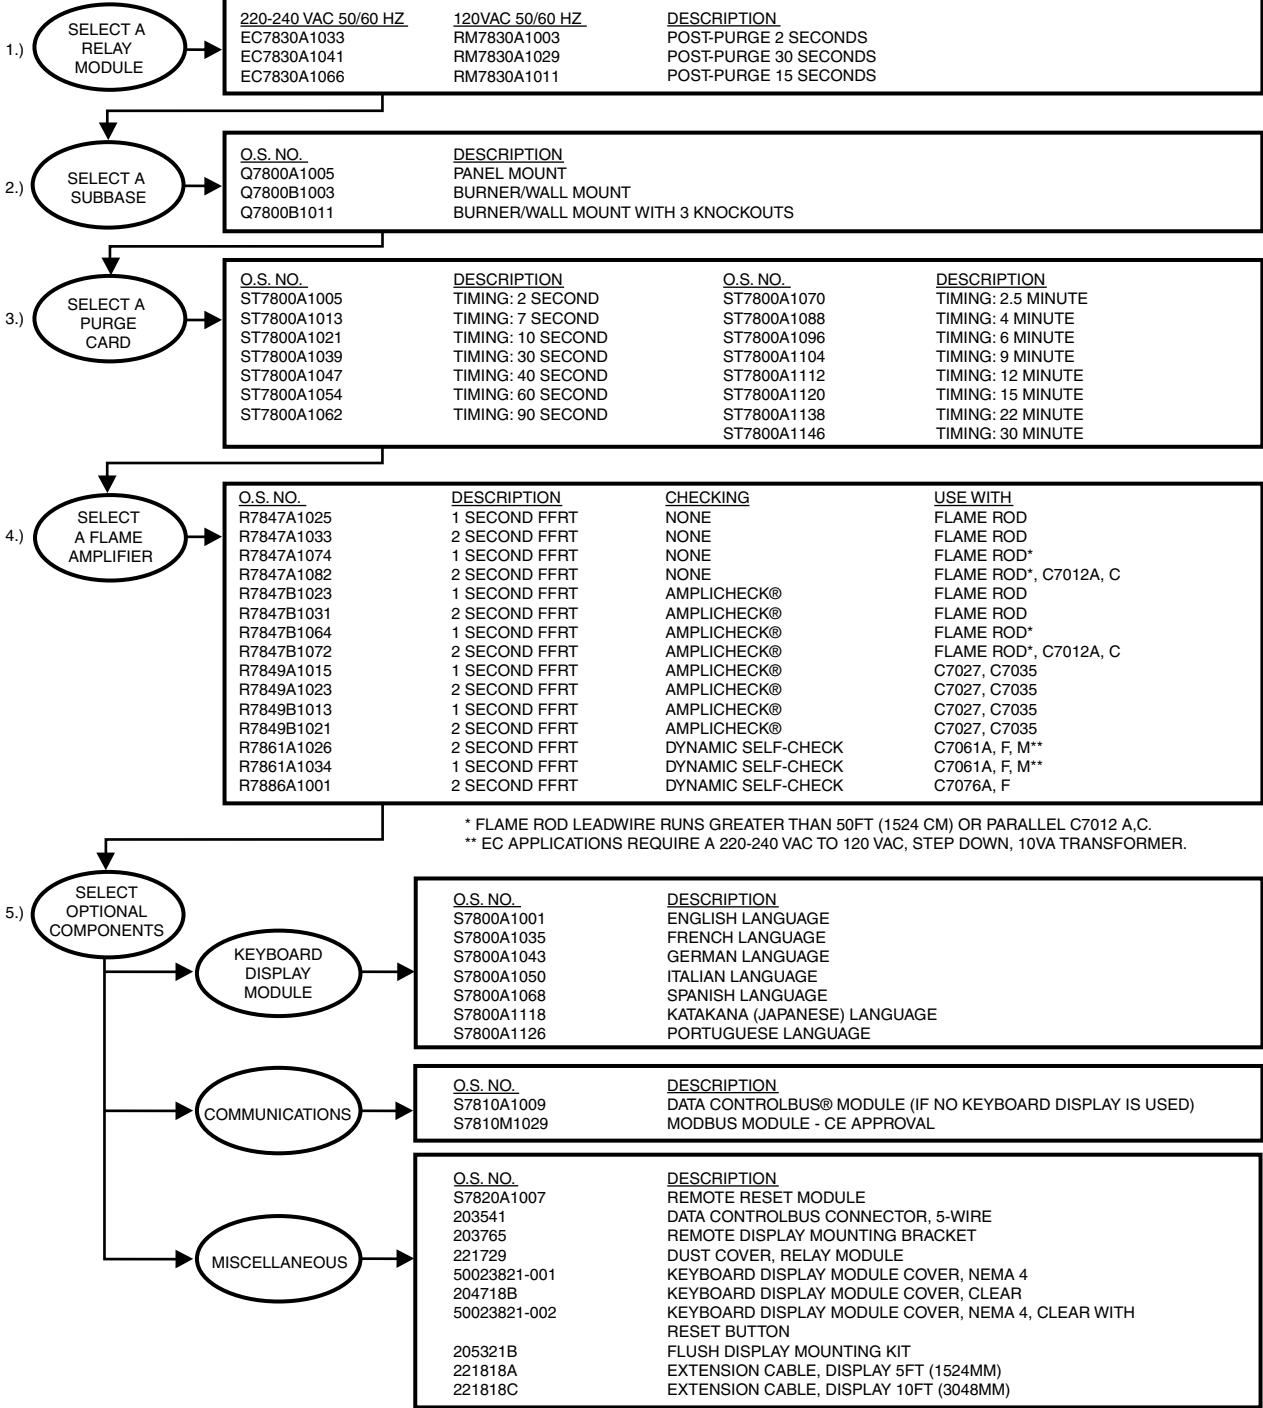 1.) SELECT A RELAY MODULE
220-240 VAC 50/60 HZ 120VAC 50/60 HZ DESCRIPTION
EC7830A1033 RM7830A1003 POST-PURGE 2 SECONDS
EC7830A1041 RM7830A1029 POST-PURGE 30 SECONDS
EC7830A1066 RM7830A1011 POST-PURGE 15 SECONDS
2.) SELECT A SUBBASE
O.S. NO. DESCRIPTION
Q7800A1005 PANEL MOUNT
Q7800B1003 BURNER/WALL MOUNT
Q7800B1011 BURNER/WALL MOUNT WITH 3 KNOCKOUTS
3.) SELECT A PURGE CARD
O.S. NO. DESCRIPTION O.S. NO. DESCRIPTION
ST7800A1005 TIMING: 2 SECOND ST7800A1070 TIMING: 2.5 MINUTE
ST7800A1013 TIMING: 7 SECOND ST7800A1088 TIMING: 4 MINUTE
ST7800A1021 TIMING: 10 SECOND ST7800A1096 TIMING: 6 MINUTE
ST7800A1039 TIMING: 30 SECOND ST7800A1104 TIMING: 9 MINUTE
ST7800A1047 TIMING: 40 SECOND ST7800A1112 TIMING: 12 MINUTE
ST7800A1054 TIMING: 60 SECOND ST7800A1120 TIMING: 15 MINUTE
ST7800A1062 TIMING: 90 SECOND ST7800A1138 TIMING: 22 MINUTE
ST7800A1146 TIMING: 30 MINUTE
4.) SELECT A FLAME AMPLIFIER
O.S. NO. DESCRIPTION CHECKING USE WITH
R7847A1025 1 SECOND FFRT NONE FLAME ROD
R7847A1033 2 SECOND FFRT NONE FLAME ROD
R7847A1074 1 SECOND FFRT NONE FLAME ROD*
R7847A1082 2 SECOND FFRT NONE FLAME ROD*, C7012A, C
R7847B1023 1 SECOND FFRT AMPLICHECK® FLAME ROD
R7847B1031 2 SECOND FFRT AMPLICHECK® FLAME ROD
R7847B1064 1 SECOND FFRT AMPLICHECK® FLAME ROD*
R7847B1072 2 SECOND FFRT AMPLICHECK® FLAME ROD*, C7012A, C
R7849A1015 1 SECOND FFRT AMPLICHECK® C7027, C7035
R7849A1023 2 SECOND FFRT AMPLICHECK® C7027, C7035
R7849B1013 1 SECOND FFRT AMPLICHECK® C7027, C7035
R7849B1021 2 SECOND FFRT AMPLICHECK® C7027, C7035
R7861A1026 2 SECOND FFRT DYNAMIC SELF-CHECK C7061A, F, M**
R7861A1034 1 SECOND FFRT DYNAMIC SELF-CHECK C7061A, F, M**
R7886A1001 2 SECOND FFRT DYNAMIC SELF-CHECK C7076A, F
* FLAME ROD LEADWIRE RUNS GREATER THAN 50FT (1524 CM) OR PARALLEL C7012 A,C.
** EC APPLICATIONS REQUIRE A 220-240 VAC TO 120 VAC, STEP DOWN, 10VA TRANSFORMER.
5.) SELECT OPTIONAL COMPONENTS
KEYBOARD DISPLAY MODULE
O.S. NO. DESCRIPTION
S7800A1001 ENGLISH LANGUAGE
S7800A1035 FRENCH LANGUAGE
S7800A1043 GERMAN LANGUAGE
S7800A1050 ITALIAN LANGUAGE
S7800A1068 SPANISH LANGUAGE
S7800A1118 KATAKANA (JAPANESE) LANGUAGE
S7800A1126 PORTUGUESE LANGUAGE
COMMUNICATIONS
O.S. NO. DESCRIPTION
S7810A1009 DATA CONTROLBUS® MODULE (IF NO KEYBOARD DISPLAY IS USED)
S7810M1029 MODBUS MODULE - CE APPROVAL
MISCELLANEOUS
O.S. NO. DESCRIPTION
S7820A1007 REMOTE RESET MODULE
203541 DATA CONTROLBUS CONNECTOR, 5-WIRE
203765 REMOTE DISPLAY MOUNTING BRACKET
221729 DUST COVER, RELAY MODULE
50023821-001 KEYBOARD DISPLAY MODULE COVER, NEMA 4
204718B KEYBOARD DISPLAY MODULE COVER, CLEAR
50023821-002 KEYBOARD DISPLAY MODULE COVER, NEMA 4, CLEAR WITH
RESET BUTTON
205321B FLUSH DISPLAY MOUNTING KIT
221818A EXTENSION CABLE, DISPLAY 5FT (1524MM)
221818C EXTENSION CABLE, DISPLAY 10FT (3048MM)